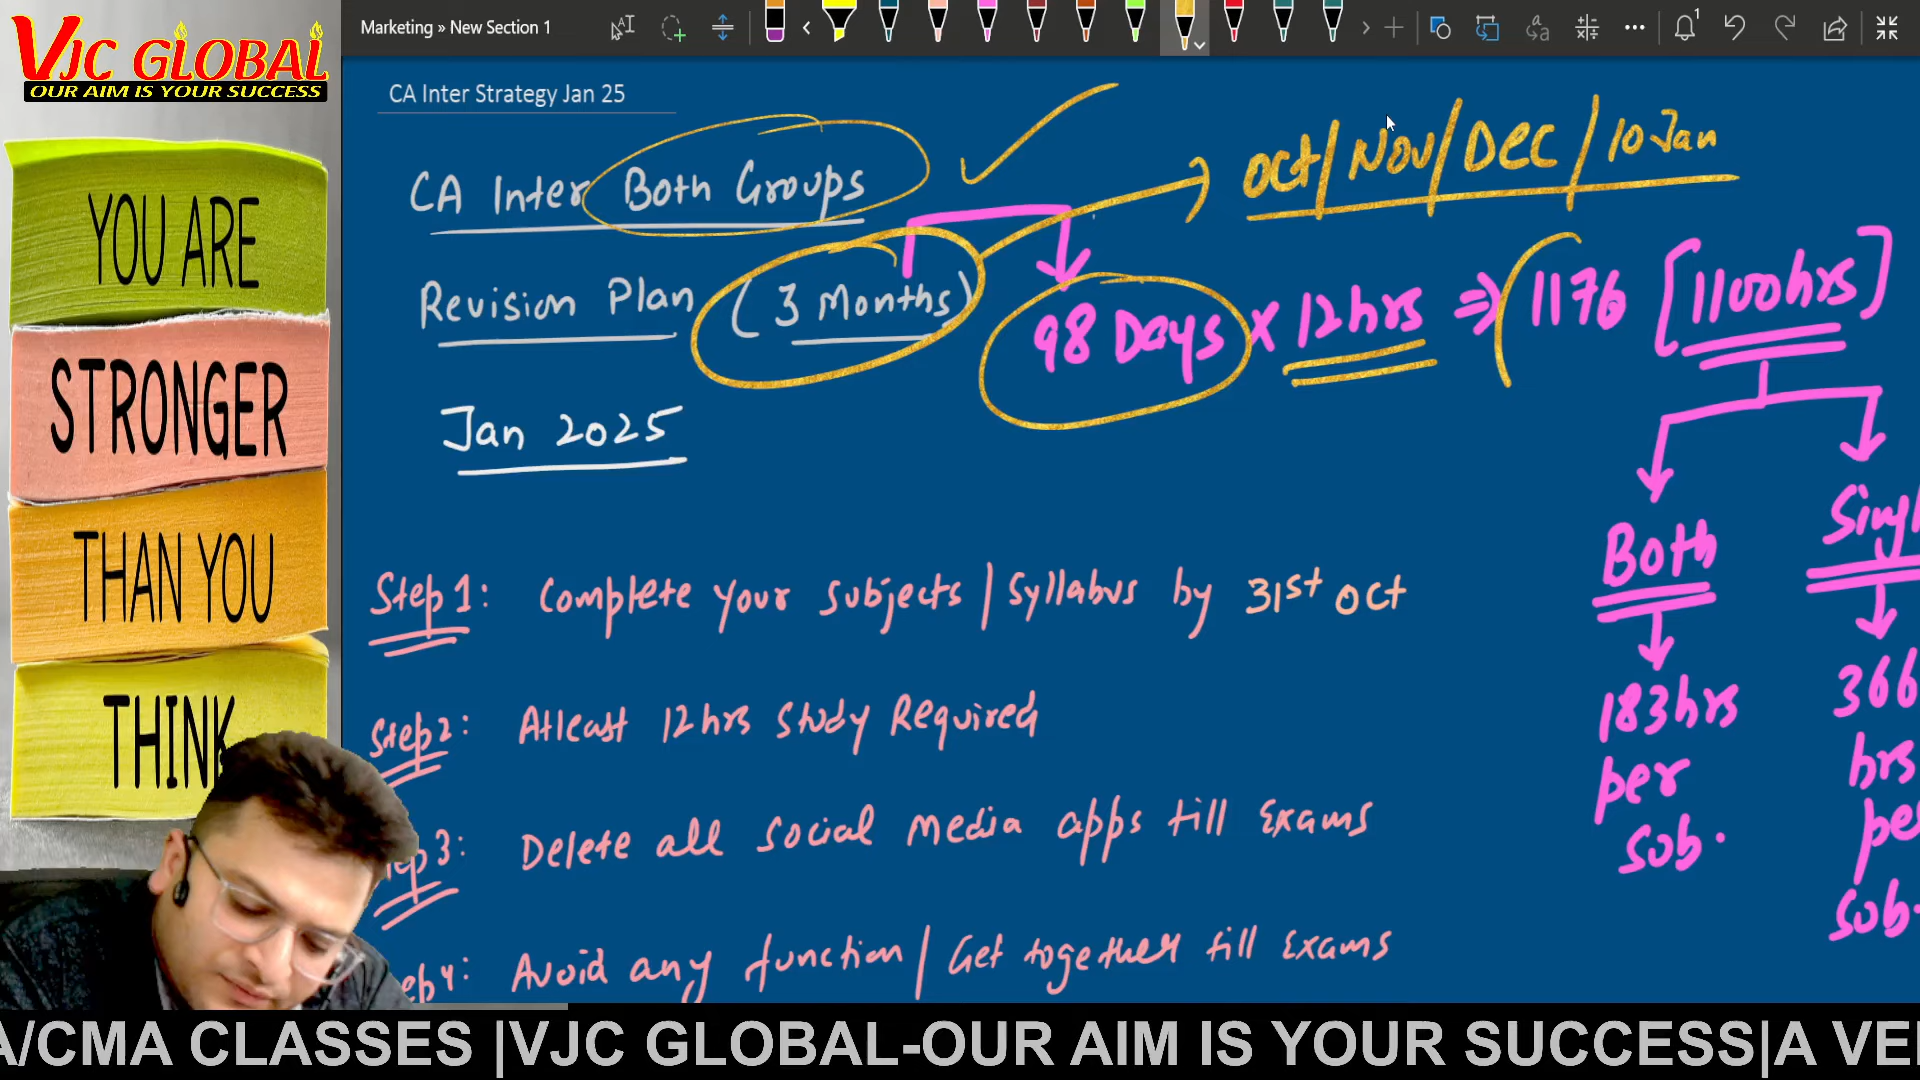 VJC GLOBAL
OUR AIM IS YOUR SUCCESS
YOU ARE
STRONGER
THAN YOU
THINK
Marketing » New Section 1
CA Inter Strategy Jan 25
CA Inter Both Groups
Oct/Nov/Dec/10 Jan
Revision Plan (3 Months)
98 Days x 12hrs ⇒ 1176 [1100hrs]
Jan 2025
Both
183hrs
per
sub.
366
hrs
sub.
Step 1: Complete your subjects / syllabus by 31st Oct
Step 2: Atleast 12hrs study Required
3: Delete all social media apps till Exams
4: Avoid any function / Get together till Exams
A/CMA CLASSES |VJC GLOBAL-OUR AIM IS YOUR SUCCESS|A